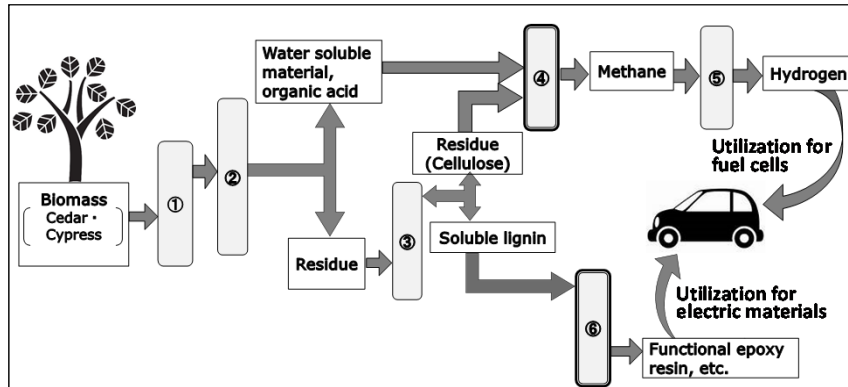 Biomass
Cedar・
Cypress
①
②
Water soluble
material,
organic acid
Residue
③
Residue
(Cellulose)
Soluble lignin
④
Methane
⑤
Hydrogen
Utilization for
fuel cells
⑥
Functional epoxy
resin, etc.
Utilization for
electric materials